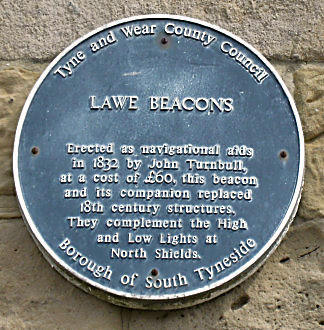 Tyne and Wear County Council
LAWE BEACONS
Erected as navigational aids
in 1832 by John Turnbull,
at a cost of £60, this beacon
and its companion replaced
18th century structures.
They complement the High
and Low Lights at
North Shields.
Borough of South Tyneside